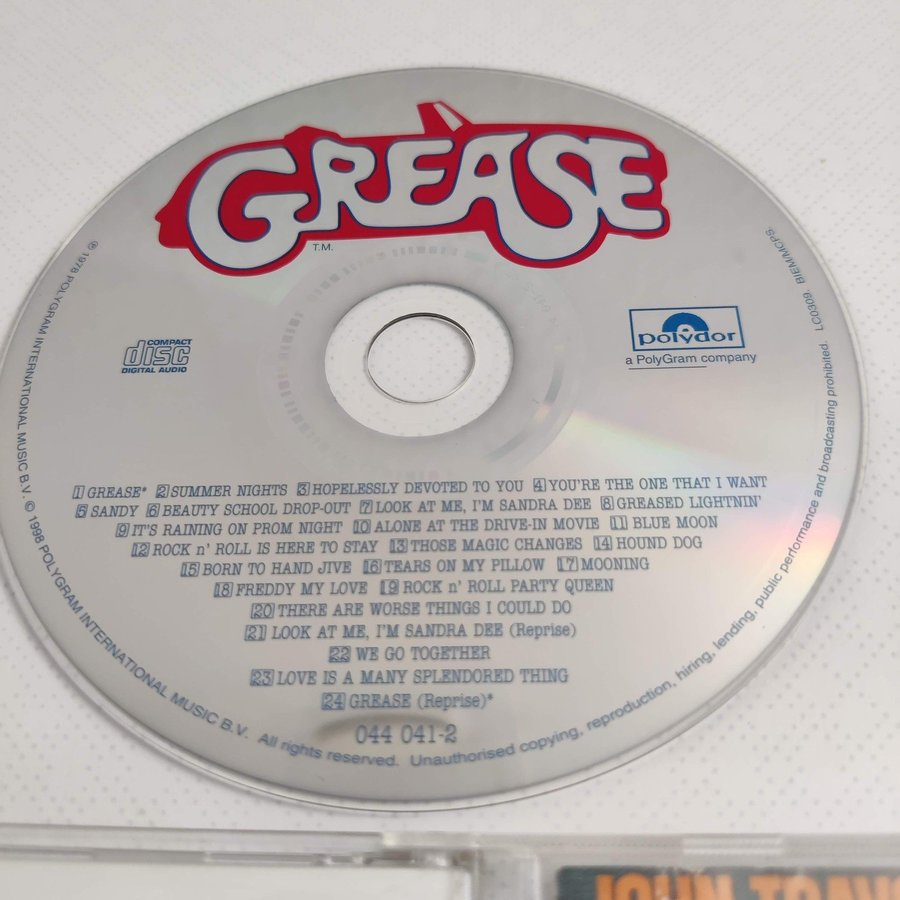 GREASE
T.M.
COMPACT
disc
DIGITAL AUDIO
polydor
a PolyGram company
1 GREASE* 2 SUMMER NIGHTS 3 HOPELESSLY DEVOTED TO YOU 4 YOU'RE THE ONE THAT I WANT
5 SANDY 6 BEAUTY SCHOOL DROP-OUT 7 LOOK AT ME, I'M SANDRA DEE 8 GREASED LIGHTNIN'
9 IT'S RAINING ON PROM NIGHT 10 ALONE AT THE DRIVE-IN MOVIE 11 BLUE MOON
12 ROCK n' ROLL IS HERE TO STAY 13 THOSE MAGIC CHANGES 14 HOUND DOG
15 BORN TO HAND JIVE 16 TEARS ON MY PILLOW 17 MOONING
18 FREDDY MY LOVE 19 ROCK n' ROLL PARTY QUEEN
20 THERE ARE WORSE THINGS I COULD DO
21 LOOK AT ME, I'M SANDRA DEE (Reprise)
22 WE GO TOGETHER
23 LOVE IS A MANY SPLENDORED THING
24 GREASE (Reprise)*
044 041-2
℗ 1978 POLYGRAM INTERNATIONAL MUSIC B.V. © 1998 POLYGRAM INTERNATIONAL MUSIC B.V. All rights reserved. Unauthorised copying, reproduction, hiring, lending, public performance and broadcasting prohibited. LC0309. BIEM/MCPS
JOHN